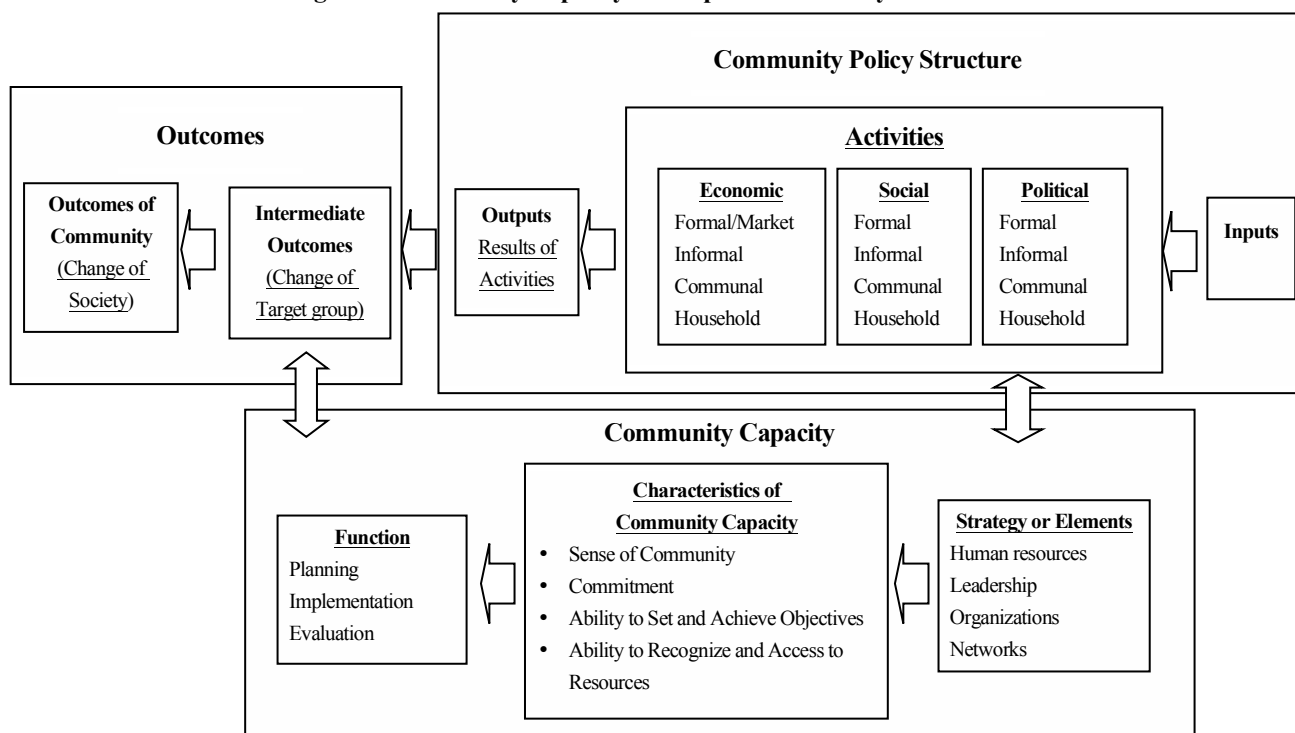 Community Policy Structure
Outcomes
Activities
Outcomes of
Community
(Change of
Society)
Intermediate
Outcomes
(Change of
Target group)
Outputs
Results of
Activities
Economic
Formal/Market
Informal
Communal
Household
Social
Formal
Informal
Communal
Household
Political
Formal
Informal
Communal
Household
Inputs
Community Capacity
Function
Planning
Implementation
Evaluation
Characteristics of
Community Capacity
• Sense of Community
• Commitment
• Ability to Set and Achieve Objectives
• Ability to Recognize and Access to
Resources
Strategy or Elements
Human resources
Leadership
Organizations
Networks